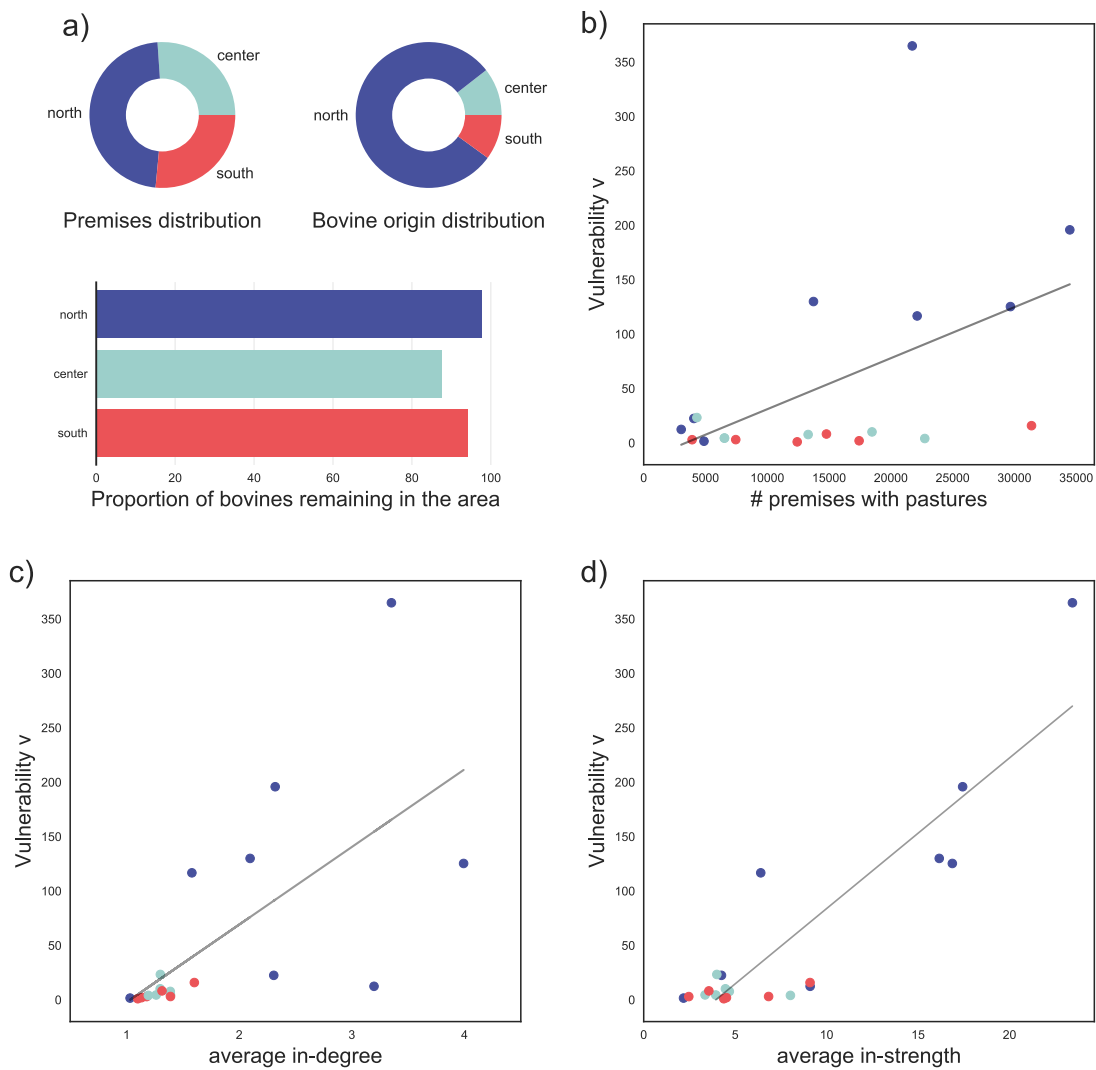 a)
center
north
south
Premises distribution
center
north
south
Bovine origin distribution
north
center
south
0 20 40 60 80 100
Proportion of bovines remaining in the area
b)
350
300
250
200
150
100
50
0
Vulnerability v
0 5000 10000 15000 20000 25000 30000 35000
# premises with pastures
c)
350
300
250
200
150
100
50
0
Vulnerability v
1 2 3 4
average in-degree
d)
350
300
250
200
150
100
50
0
Vulnerability v
0 5 10 15 20
average in-strength